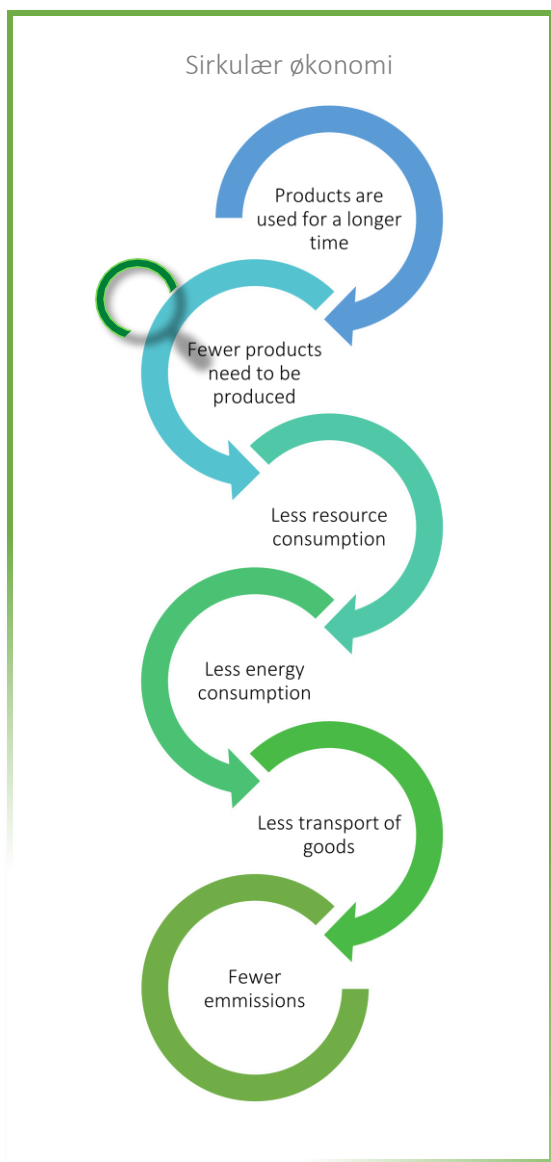 Sirkulær økonomi
Products are
used for a longer
time
Fewer products
need to be
produced
Less resource
consumption
Less energy
consumption
Less transport of
goods
Fewer
emmissions